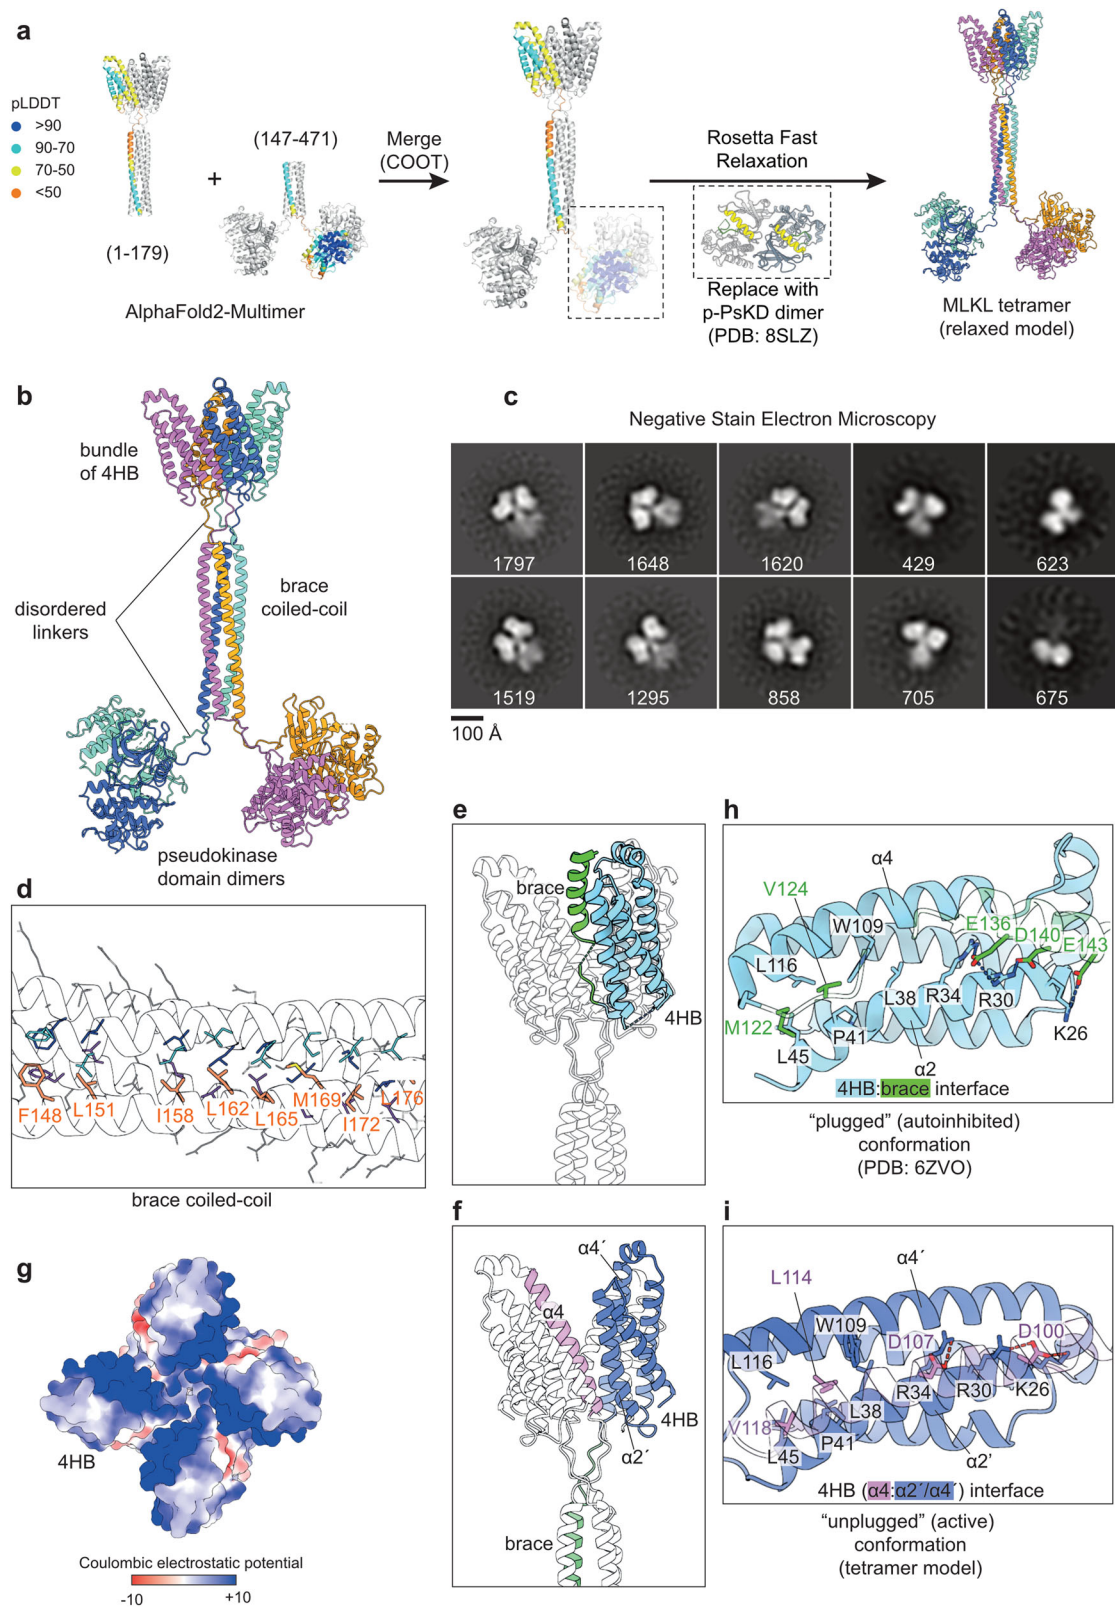 a
pLDDT
>90
90-70
70-50
<50
(1-179)
+
(147-471)
AlphaFold2-Multimer
Merge
(COOT)
Rosetta Fast
Relaxation
Replace with
p-PsKD dimer
(PDB: 8SLZ)
MLKL tetramer
(relaxed model)
b
bundle
of 4HB
disordered
linkers
brace
coiled-coil
pseudokinase
domain dimers
c
Negative Stain Electron Microscopy
1797
1648
1620
429
623
1519
1295
858
705
675
100 Å
d
F148
L151
I158
L162
L165
M169
I172
L176
brace coiled-coil
e
brace
4HB
f
α4´
α4
4HB
α2´
brace
g
4HB
Coulombic electrostatic potential
-10
+10
h
α4
V124
W109
E136
D140
E143
L116
L38
R34
R30
K26
M122
P41
L45
α2
4HB:brace interface
"plugged" (autoinhibited)
conformation
(PDB: 6ZVO)
i
α4´
L114
W109
D107
D100
L116
R34
R30
K26
L38
V118
P41
L45
α2’
4HB (α4:α2´/α4´) interface
"unplugged" (active)
conformation
(tetramer model)